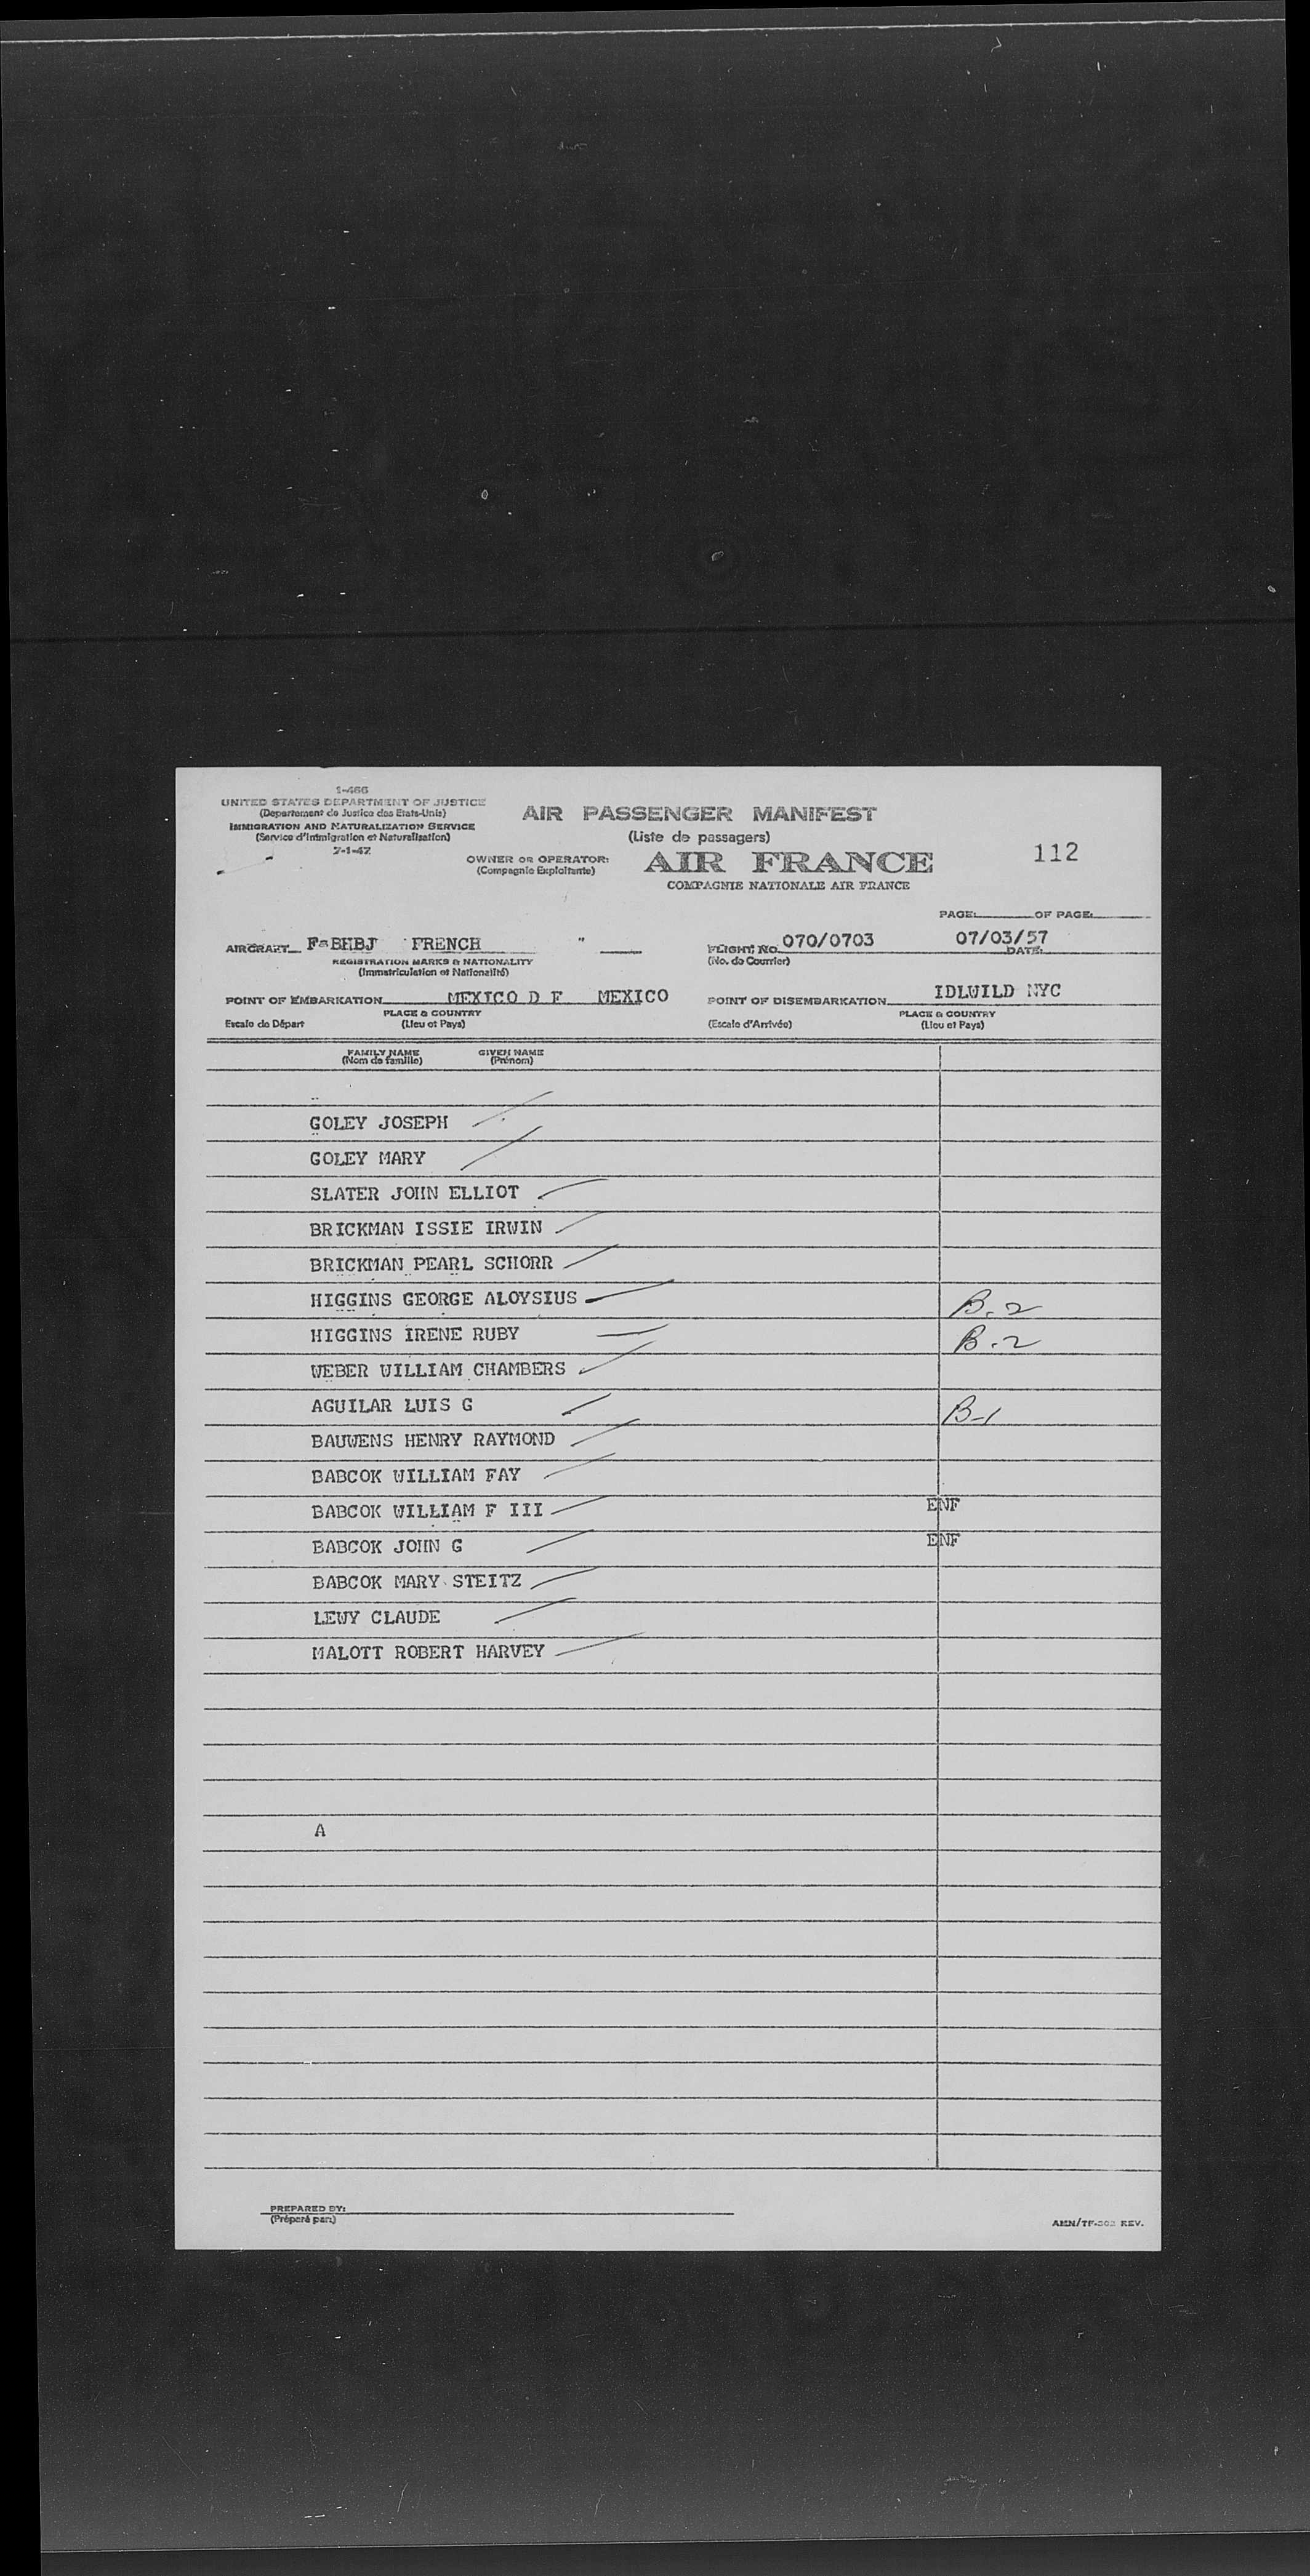 I-466
UNITED STATES DEPARTMENT OF JUSTICE
(Departement de Justice des Etats-Unis)
IMMIGRATION AND NATURALIZATION SERVICE
(Service d'Immigration et Naturalisation)
7-1-47
AIR PASSENGER MANIFEST
(Liste de passagers)
OWNER OR OPERATOR: AIR FRANCE
(Compagnie Exploitante)
COMPAGNIE NATIONALE AIR FRANCE
112
PAGE: OF PAGE:
AIRCRAFT F-BHBJ FRENCH "
REGISTRATION MARKS & NATIONALITY
(Immatriculation et Nationalité)
FLIGHT No. 070/0703 07/03/57
(No. de Courrier) DATE:
POINT OF EMBARKATION MEXICO D F MEXICO
PLACE & COUNTRY
Escale de Départ (Lieu et Pays)
POINT OF DISEMBARKATION IDLWILD NYC
PLACE & COUNTRY
(Escale d'Arrivée) (Lieu et Pays)
FAMILY NAME GIVEN NAME
(Nom de famille) (Prénom)
GOLEY JOSEPH
GOLEY MARY
SLATER JOHN ELLIOT
BRICKMAN ISSIE IRWIN
BRICKMAN PEARL SCHORR
HIGGINS GEORGE ALOYSIUS B.2
HIGGINS IRENE RUBY B.2
WEBER WILLIAM CHAMBERS
AGUILAR LUIS G B-1
BAUWENS HENRY RAYMOND
BABCOK WILLIAM FAY
BABCOK WILLIAM F III ENF
BABCOK JOHN G ENF
BABCOK MARY STEITZ
LEWY CLAUDE
MALOTT ROBERT HARVEY
A
PREPARED BY:
(Préparé par:)
REV.